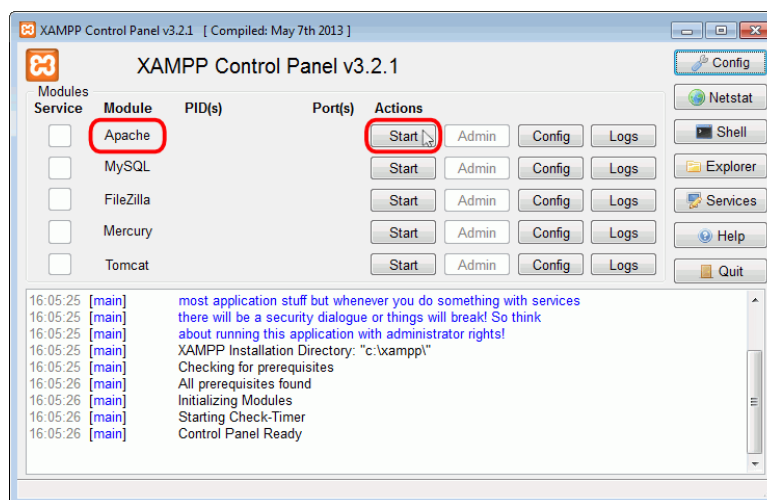 XAMPP Control Panel v3.2.1 [ Compiled: May 7th 2013 ]
XAMPP Control Panel v3.2.1
Config
Netstat
Shell
Explorer
Services
Help
Quit
Modules
Service Module PID(s) Port(s) Actions
Apache Start Admin Config Logs
MySQL Start Admin Config Logs
FileZilla Start Admin Config Logs
Mercury Start Admin Config Logs
Tomcat Start Admin Config Logs
16:05:25 [main] most application stuff but whenever you do something with services
16:05:25 [main] there will be a security dialogue or things will break! So think
16:05:25 [main] about running this application with administrator rights!
16:05:25 [main] XAMPP Installation Directory: "c:\xampp\"
16:05:25 [main] Checking for prerequisites
16:05:26 [main] All prerequisites found
16:05:26 [main] Initializing Modules
16:05:26 [main] Starting Check-Timer
16:05:26 [main] Control Panel Ready